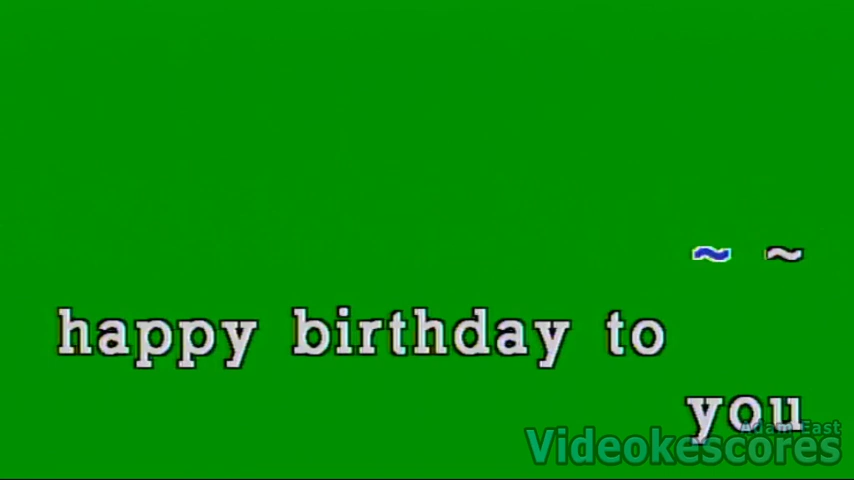 ~ ~
happy birthday to
you
Adam East
Videokescores